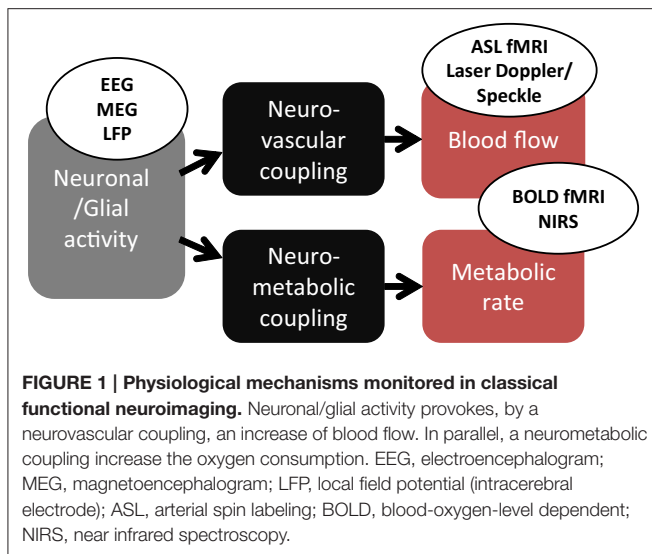 EEG
MEG
LFP
Neuronal
/Glial
activity
Neuro-
vascular
coupling
ASL fMRI
Laser Doppler/
Speckle
Blood flow
BOLD fMRI
NIRS
Neuro-
metabolic
coupling
Metabolic
rate
FIGURE 1 | Physiological mechanisms monitored in classical
functional neuroimaging. Neuronal/glial activity provokes, by a
neurovascular coupling, an increase of blood flow. In parallel, a neurometabolic
coupling increase the oxygen consumption. EEG, electroencephalogram;
MEG, magnetoencephalogram; LFP, local field potential (intracerebral
electrode); ASL, arterial spin labeling; BOLD, blood-oxygen-level dependent;
NIRS, near infrared spectroscopy.